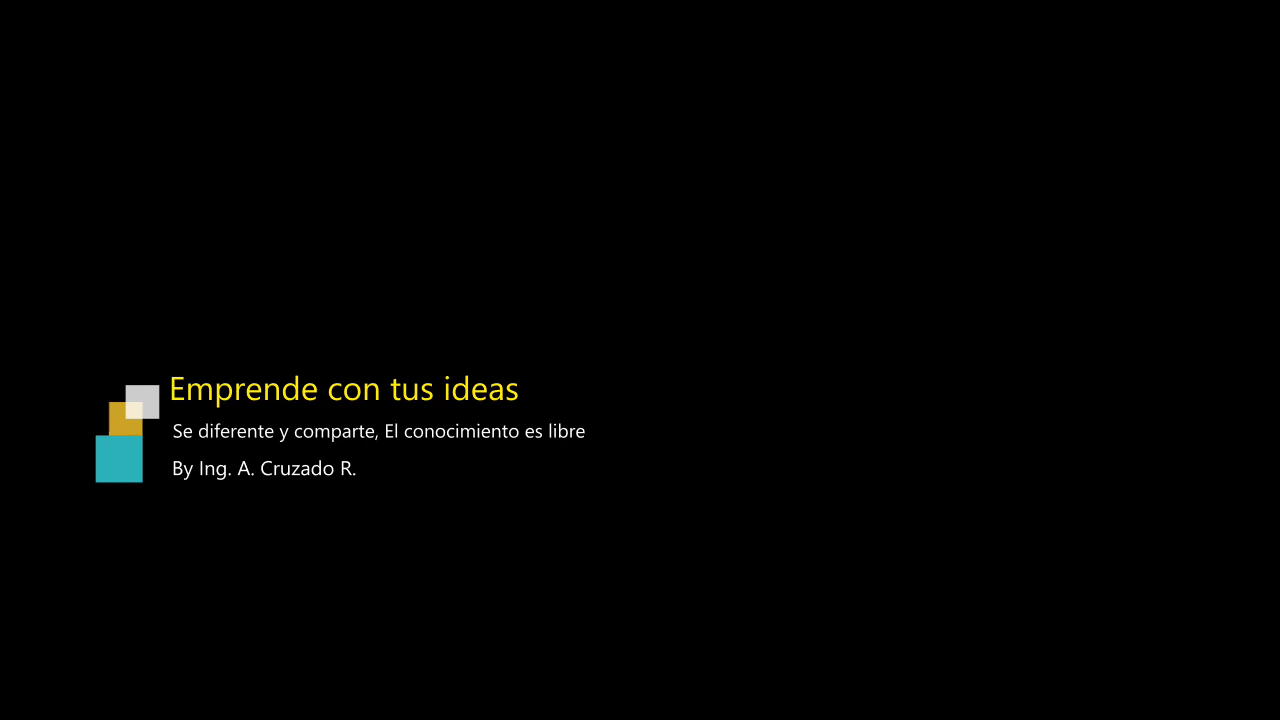 Emprende con tus ideas
Se diferente y comparte, El conocimiento es libre
By Ing. A. Cruzado R.